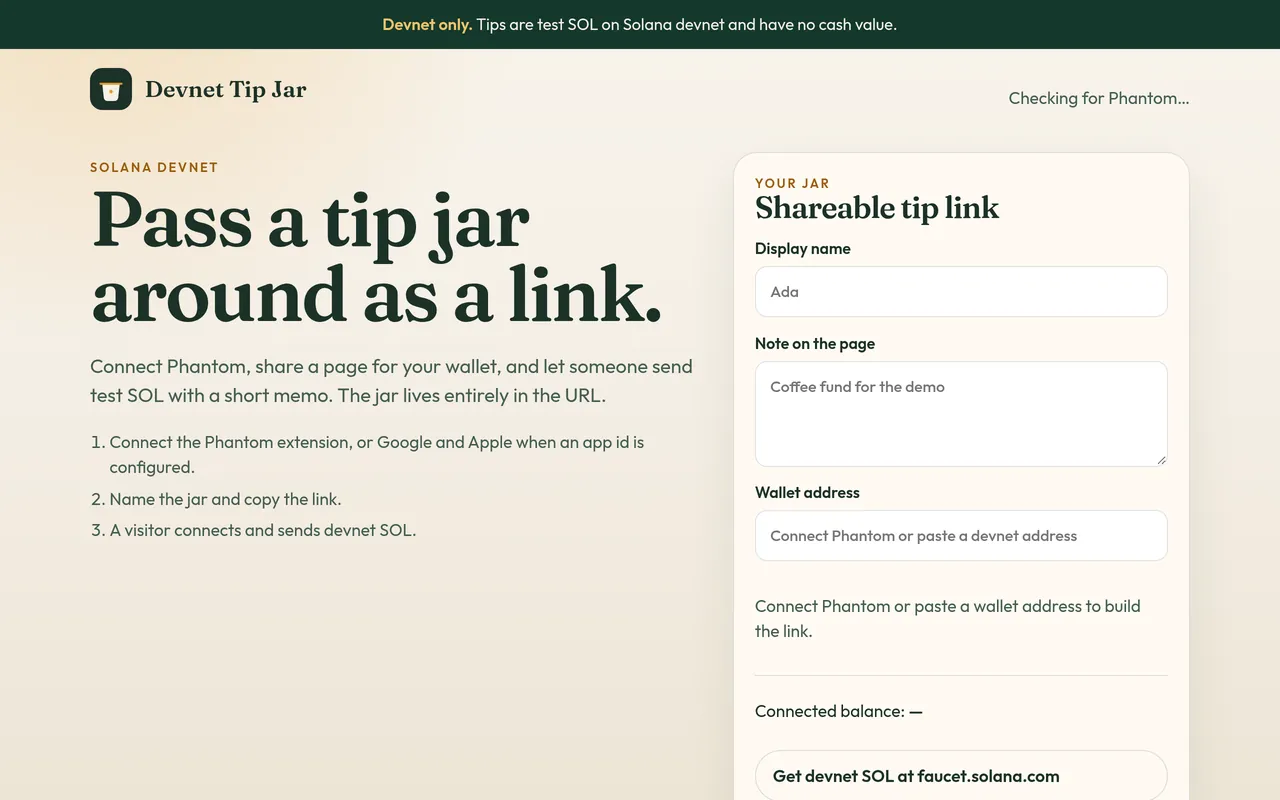 Devnet only. Tips are test SOL on Solana devnet and have no cash value.
Devnet Tip Jar
Checking for Phantom…
SOLANA DEVNET
Pass a tip jar
around as a link.
Connect Phantom, share a page for your wallet, and let someone send
test SOL with a short memo. The jar lives entirely in the URL.
1. Connect the Phantom extension, or Google and Apple when an app id is
configured.
2. Name the jar and copy the link.
3. A visitor connects and sends devnet SOL.
YOUR JAR
Shareable tip link
Display name
Ada
Note on the page
Coffee fund for the demo
Wallet address
Connect Phantom or paste a devnet address
Connect Phantom or paste a wallet address to build
the link.
Connected balance: —
Get devnet SOL at faucet.solana.com